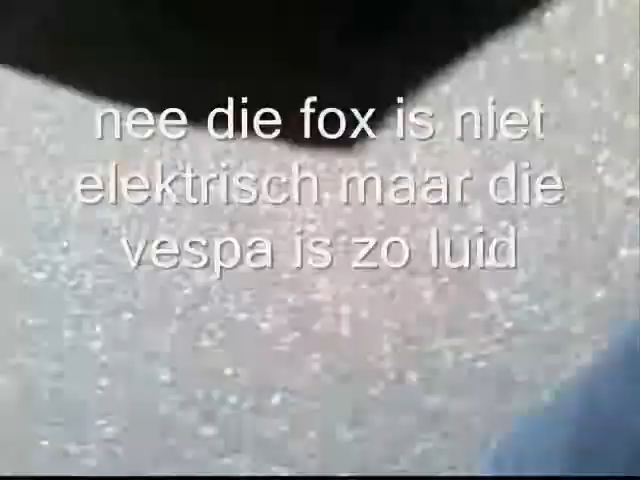 nee die fox is niet
elektrisch maar die
vespa is zo luid